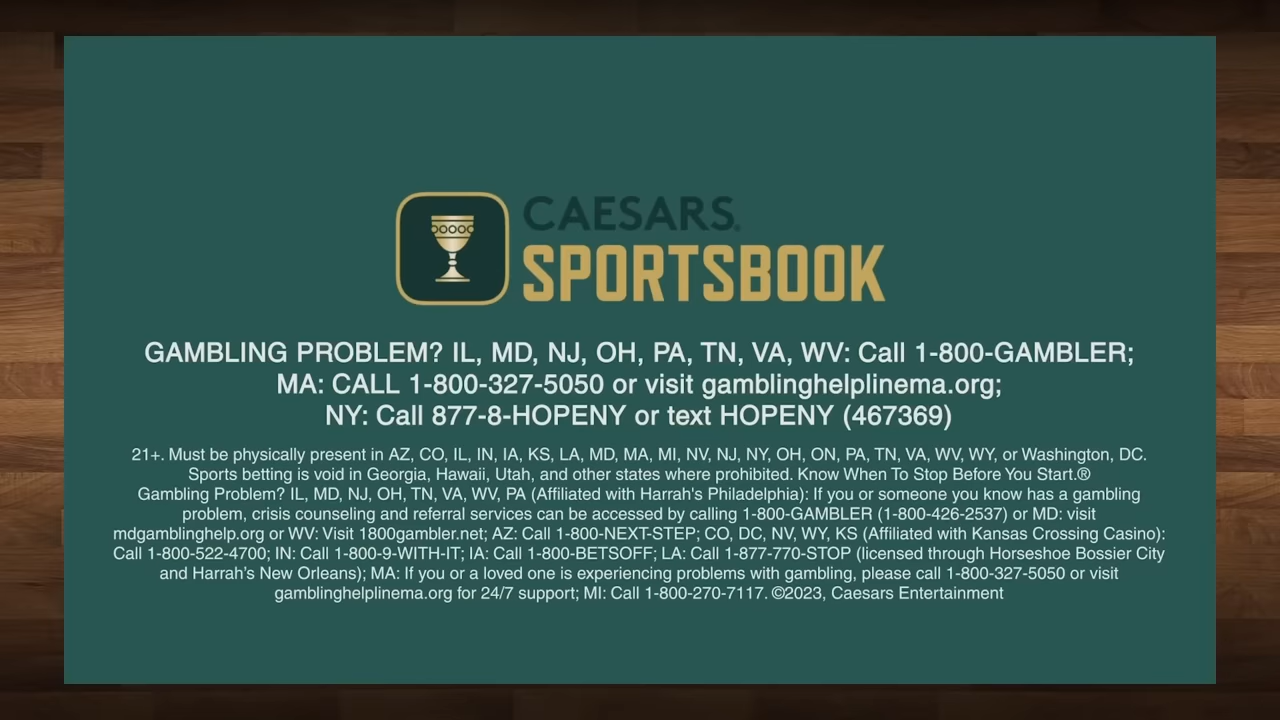 CAESARS.
SPORTSBOOK
GAMBLING PROBLEM? IL, MD, NJ, OH, PA, TN, VA, WV: Call 1-800-GAMBLER;
MA: CALL 1-800-327-5050 or visit gamblinghelplinema.org;
NY: Call 877-8-HOPENY or text HOPENY (467369)
21+. Must be physically present in AZ, CO, IL, IN, IA, KS, LA, MD, MA, MI, NV, NJ, NY, OH, ON, PA, TN, VA, WV, WY, or Washington, DC.
Sports betting is void in Georgia, Hawaii, Utah, and other states where prohibited. Know When To Stop Before You Start.®
Gambling Problem? IL, MD, NJ, OH, TN, VA, WV, PA (Affiliated with Harrah's Philadelphia): If you or someone you know has a gambling
problem, crisis counseling and referral services can be accessed by calling 1-800-GAMBLER (1-800-426-2537) or MD: visit
mdgamblinghelp.org or WV: Visit 1800gambler.net; AZ: Call 1-800-NEXT-STEP; CO, DC, NV, WY, KS (Affiliated with Kansas Crossing Casino):
Call 1-800-522-4700; IN: Call 1-800-9-WITH-IT; IA: Call 1-800-BETSOFF; LA: Call 1-877-770-STOP (licensed through Horseshoe Bossier City
and Harrah’s New Orleans); MA: If you or a loved one is experiencing problems with gambling, please call 1-800-327-5050 or visit
gamblinghelplinema.org for 24/7 support; MI: Call 1-800-270-7117. ©2023, Caesars Entertainment